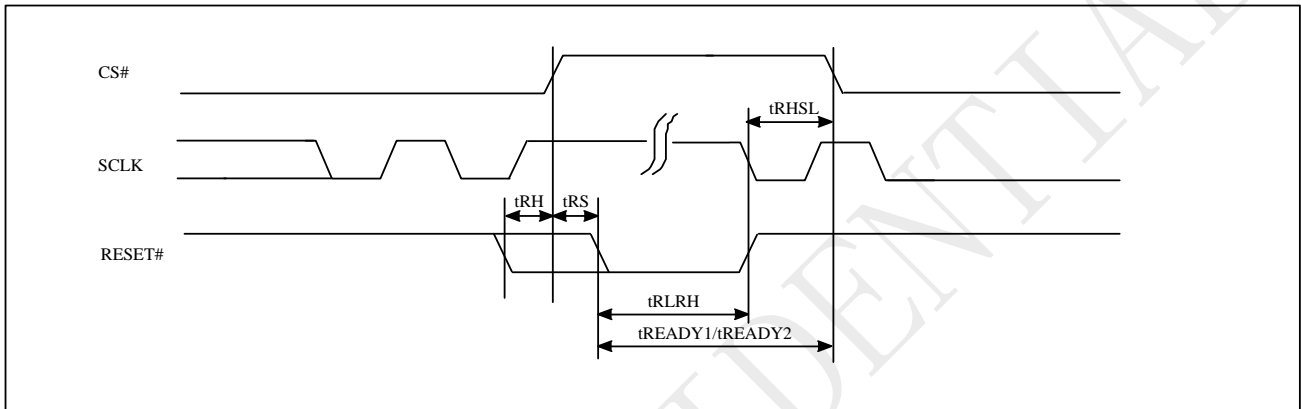 CS#
tRHSL
SCLK
tRH tRS
RESET#
tRLRH
tREADY1/tREADY2